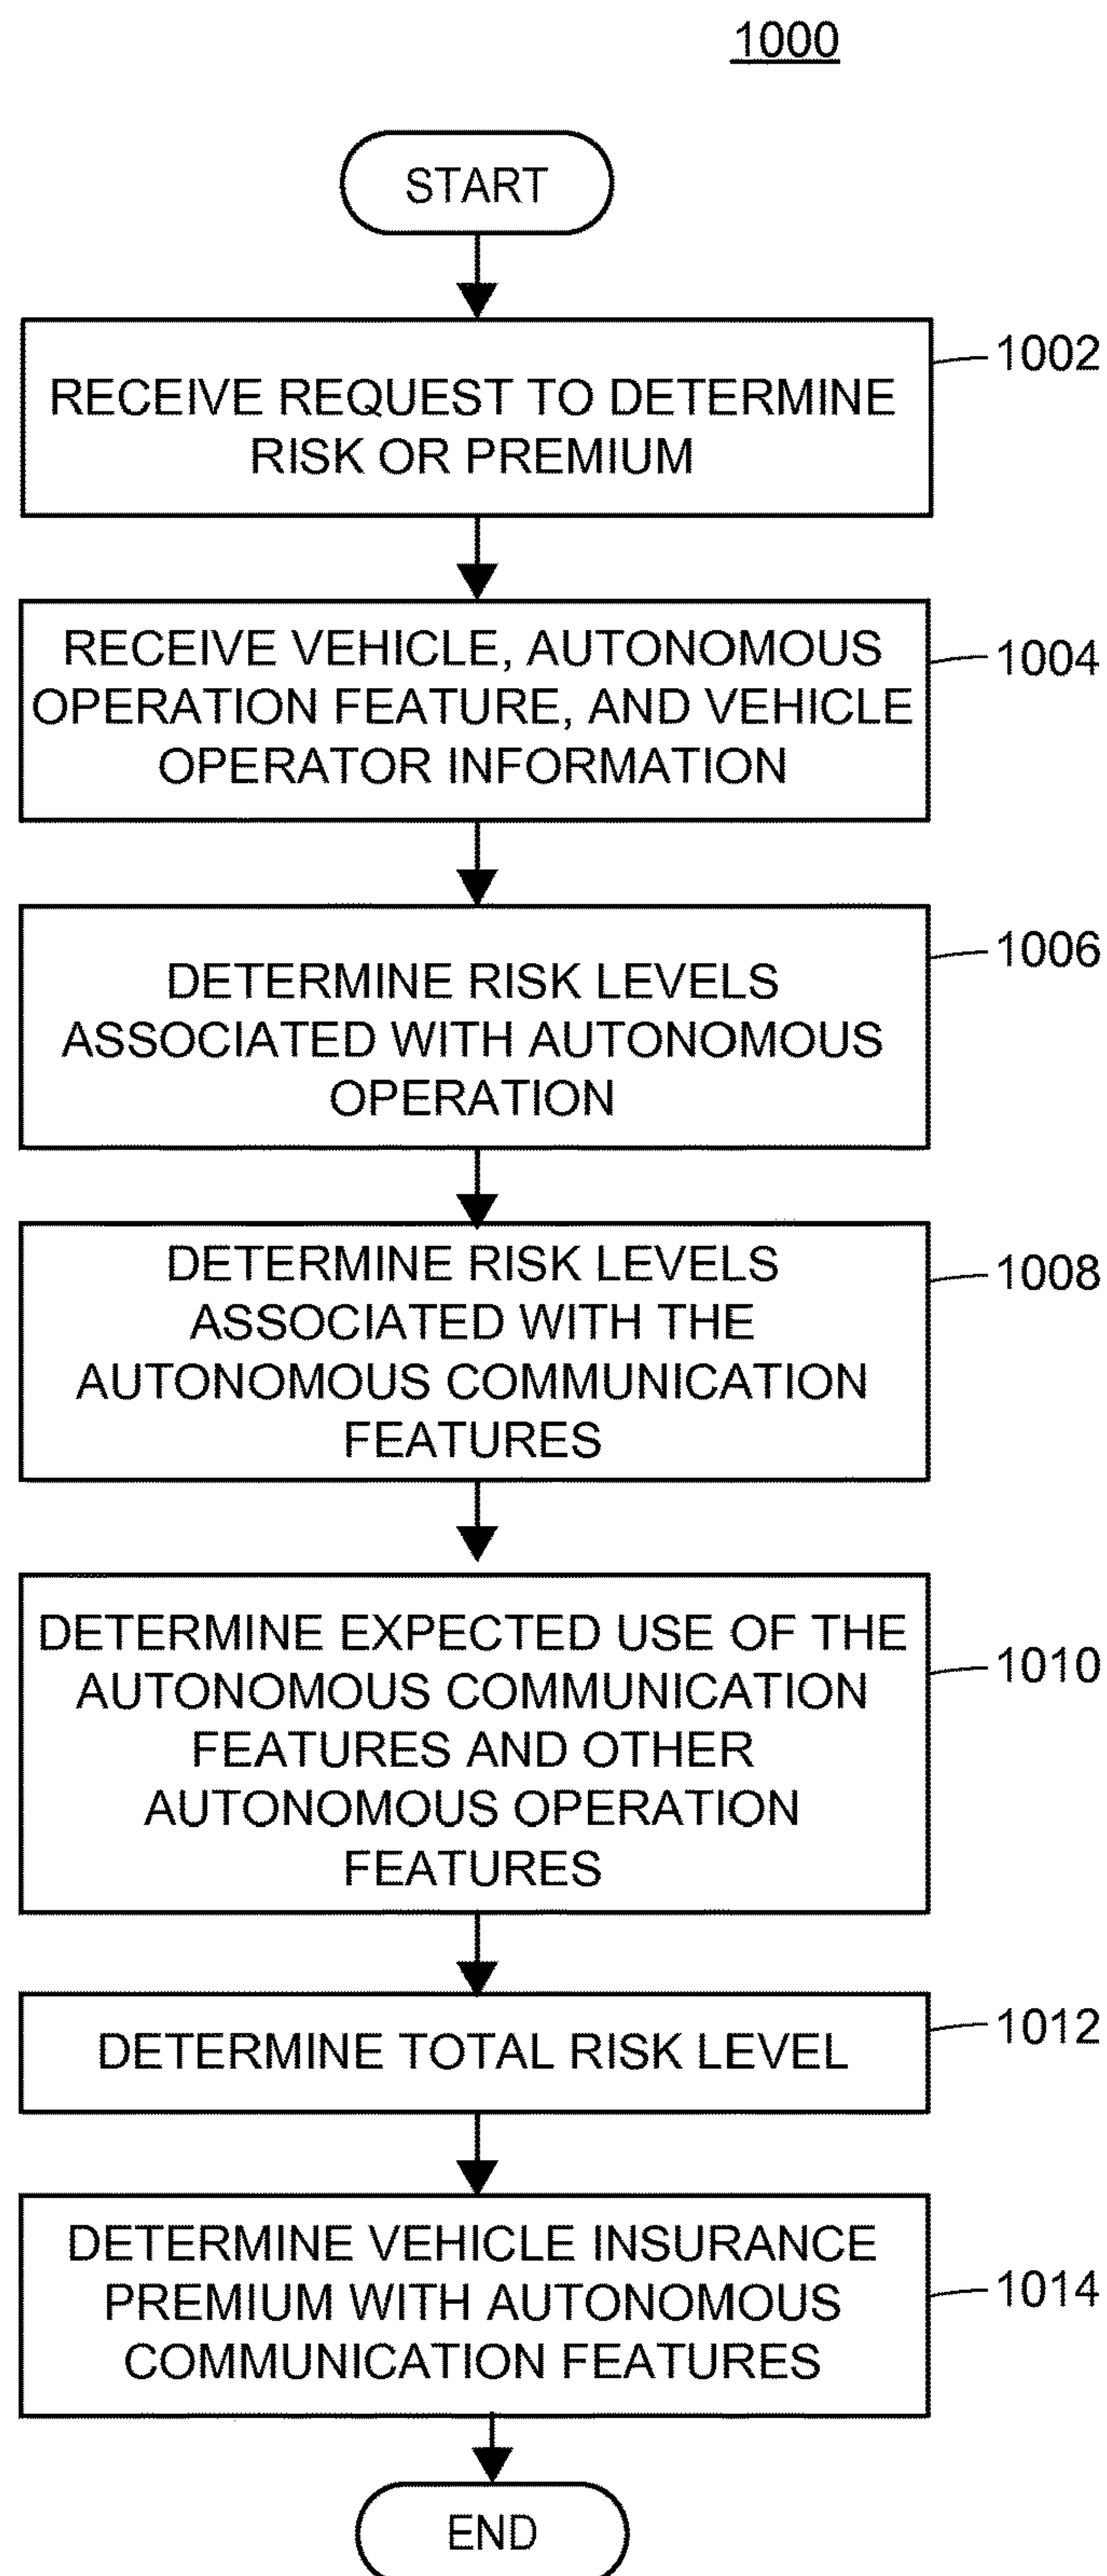 1000
START
RECEIVE REQUEST TO DETERMINE
RISK OR PREMIUM
1002
RECEIVE VEHICLE, AUTONOMOUS
OPERATION FEATURE, AND VEHICLE
OPERATOR INFORMATION
1004
DETERMINE RISK LEVELS
ASSOCIATED WITH AUTONOMOUS
OPERATION
1006
DETERMINE RISK LEVELS
ASSOCIATED WITH THE
AUTONOMOUS COMMUNICATION
FEATURES
1008
DETERMINE EXPECTED USE OF THE
AUTONOMOUS COMMUNICATION
FEATURES AND OTHER
AUTONOMOUS OPERATION
FEATURES
1010
DETERMINE TOTAL RISK LEVEL
1012
DETERMINE VEHICLE INSURANCE
PREMIUM WITH AUTONOMOUS
COMMUNICATION FEATURES
1014
END